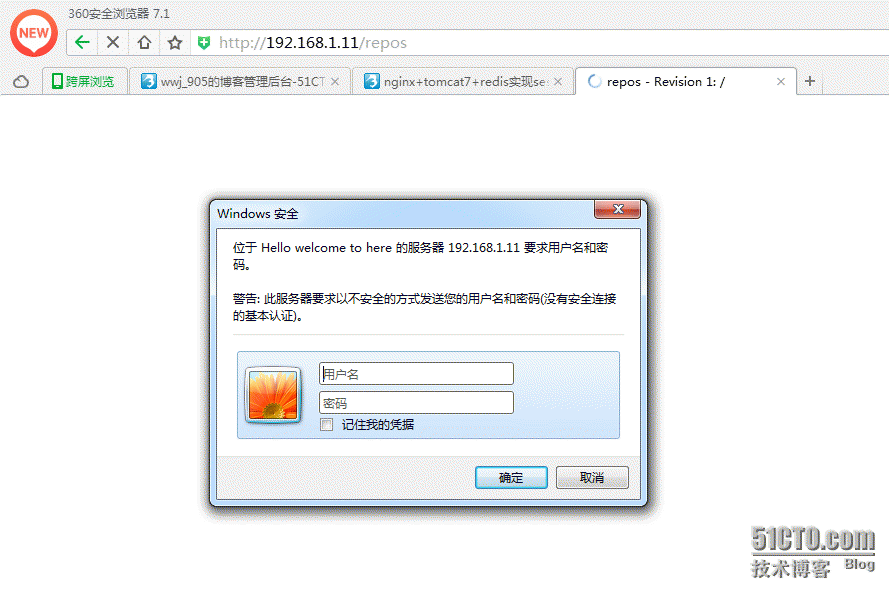 360安全浏览器 7.1
NEW
http://192.168.1.11/repos
跨屏浏览
wwj_905的博客管理后台-51CT
nginx+tomcat7+redis实现se
repos - Revision 1: /
Windows 安全
位于 Hello welcome to here 的服务器 192.168.1.11 要求用户名和密
码。
警告: 此服务器要求以不安全的方式发送您的用户名和密码(没有安全连接
的基本认证)。
用户名
密码
记住我的凭据
确定
取消
51CTO.com
技术博客 Blog